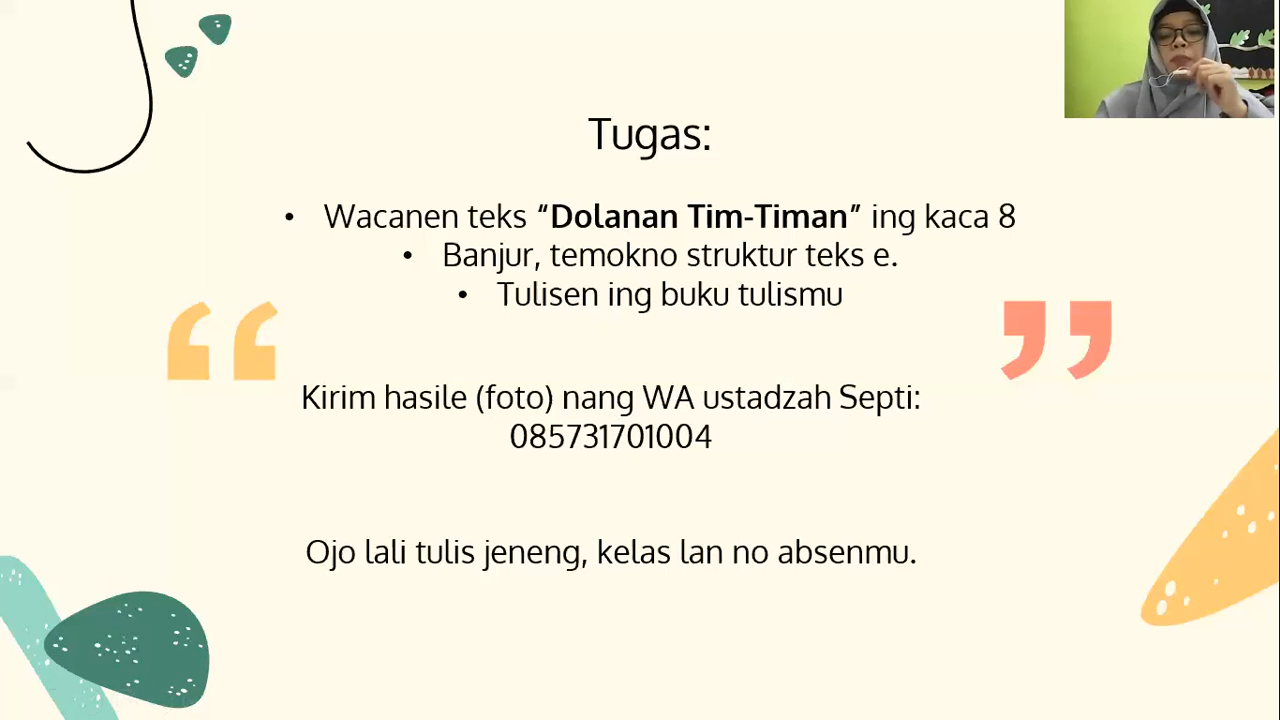 Tugas:
• Wacanen teks “Dolanan Tim-Timan” ing kaca 8
• Banjur, temokno struktur teks e.
• Tulisen ing buku tulismu
Kirim hasile (foto) nang WA ustadzah Septi:
085731701004
Ojo lali tulis jeneng, kelas lan no absenmu.